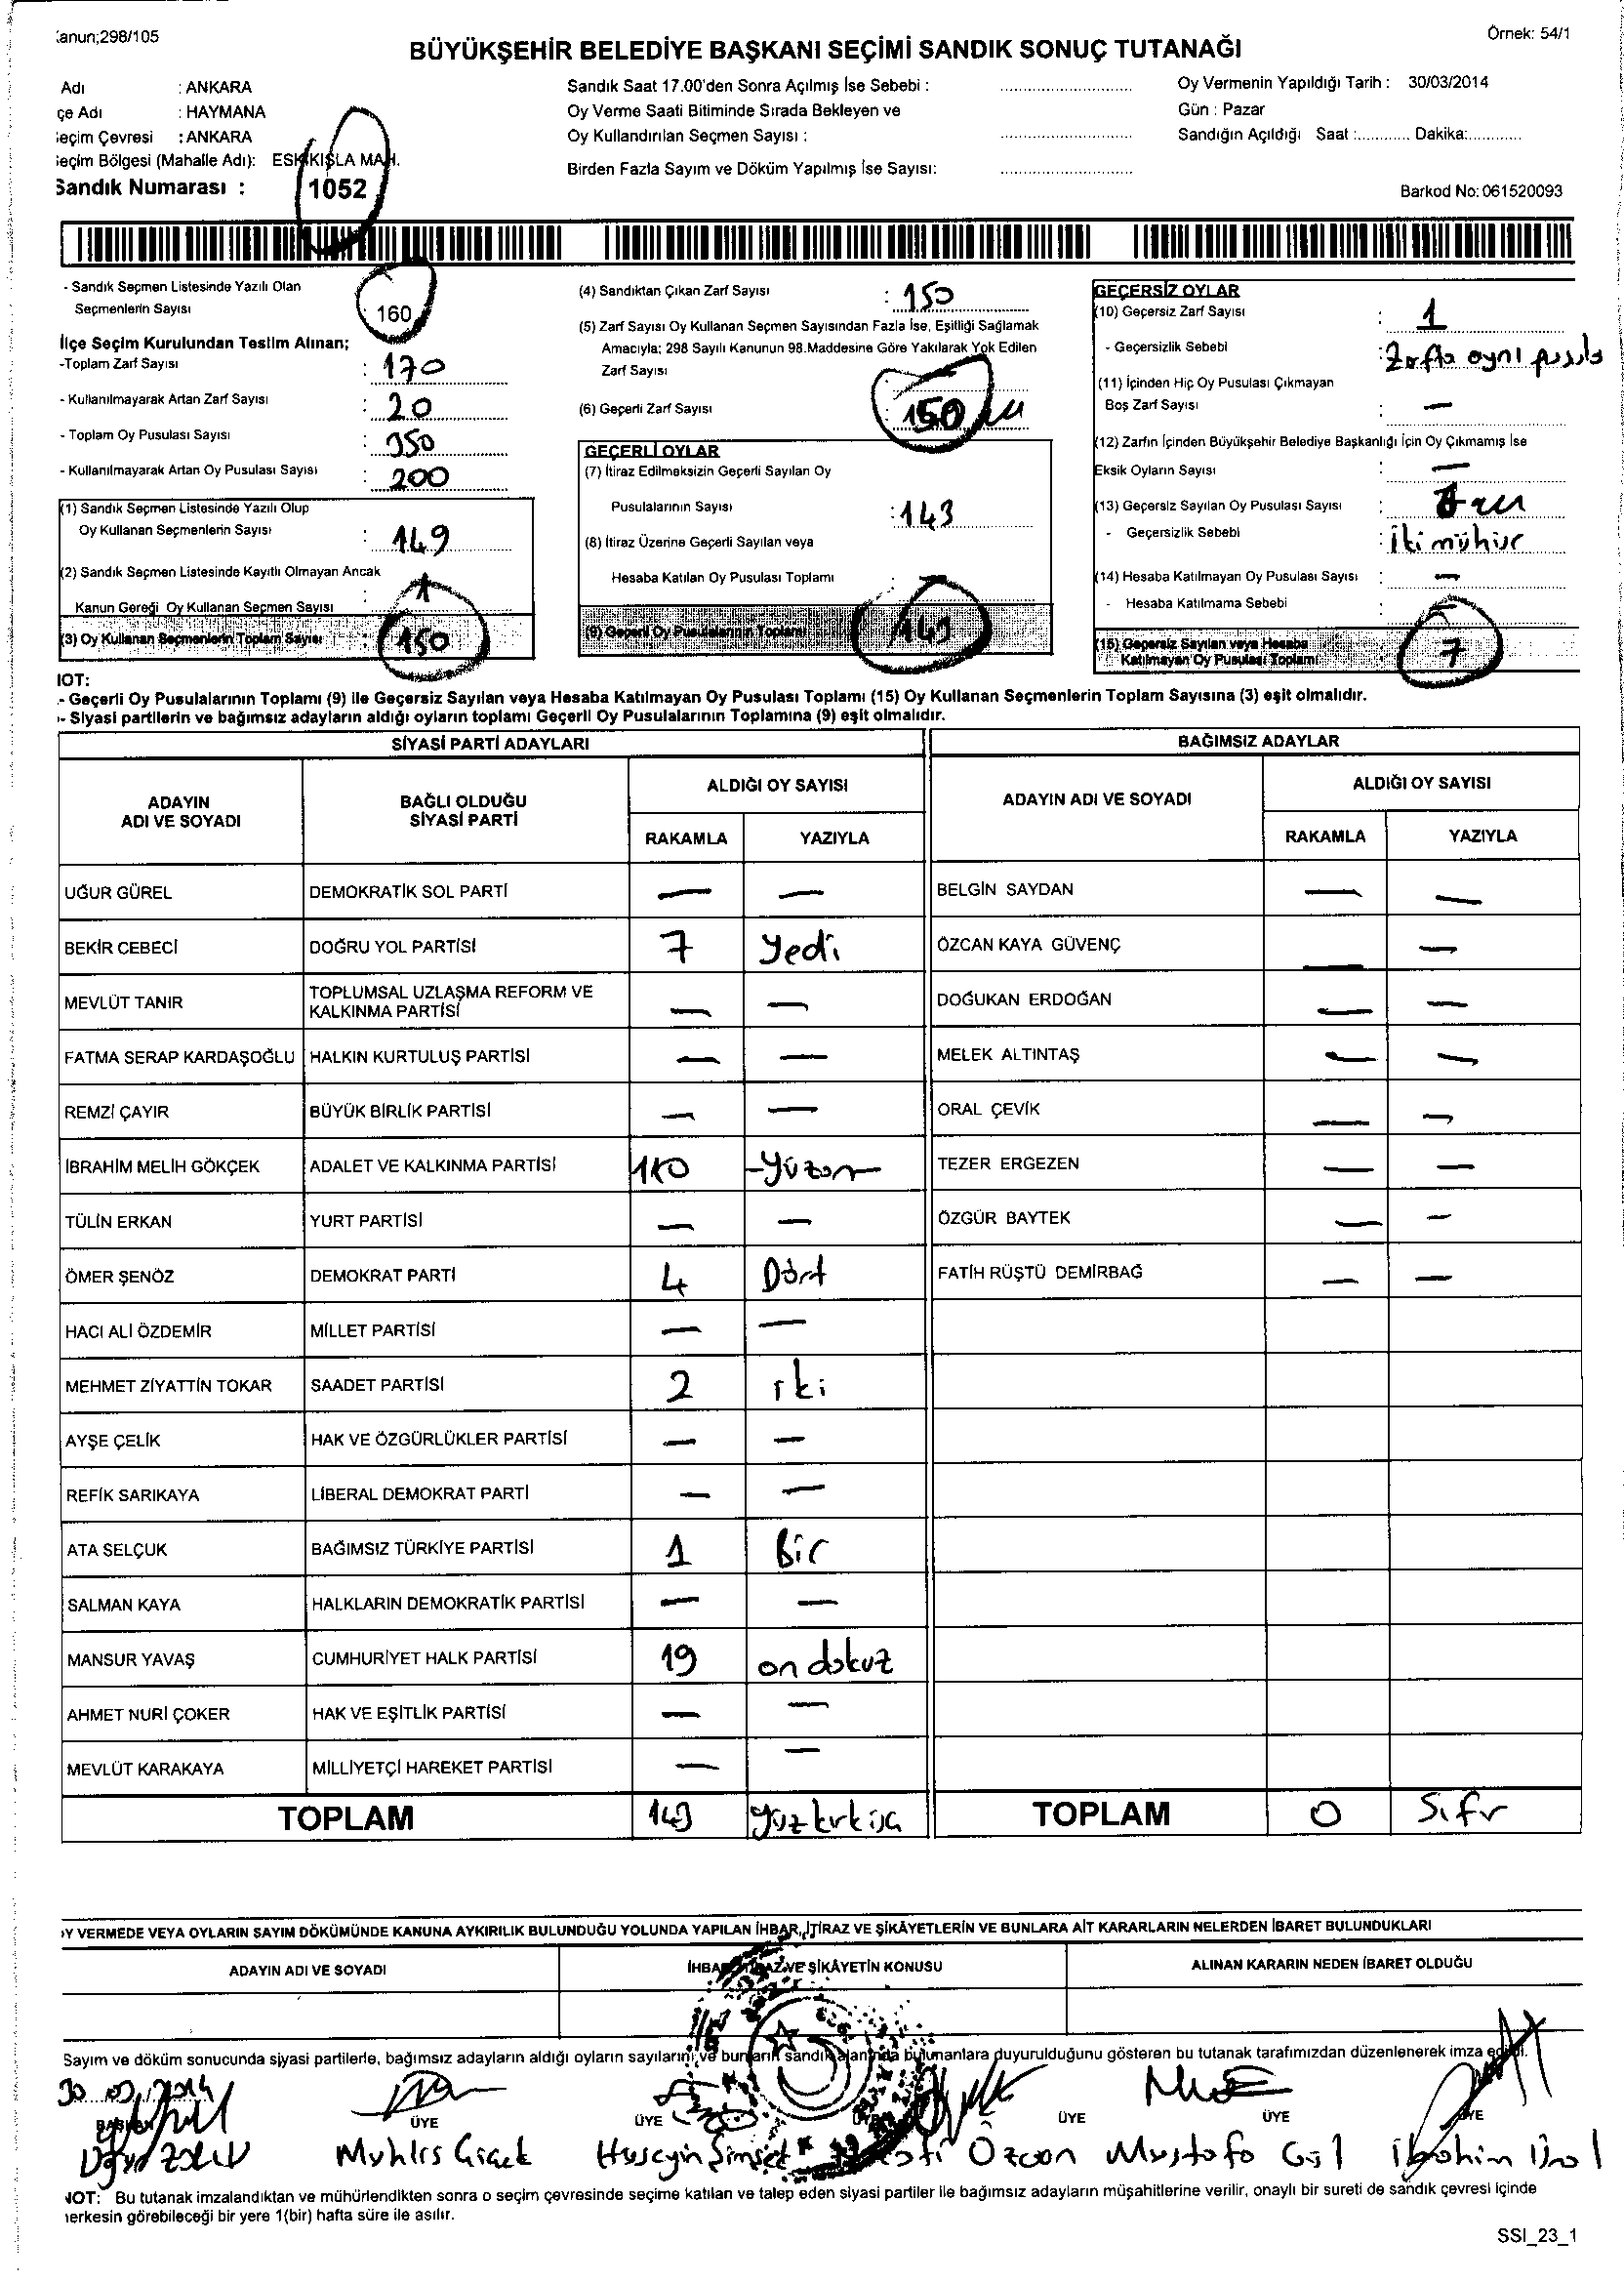 Kanun;298/105
Örnek: 54/1
BÜYÜKŞEHİR BELEDİYE BAŞKANI SEÇİMİ SANDIK SONUÇ TUTANAĞI
Adı : ANKARA
çe Adı : HAYMANA
eçim Çevresi : ANKARA
eçim Bölgesi (Mahalle Adı): ESKİKIŞLA MAH.
Sandık Numarası : 1052
Sandık Saat 17.00'den Sonra Açılmış İse Sebebi :
Oy Verme Saati Bitiminde Sırada Bekleyen ve
Oy Kullandırılan Seçmen Sayısı :
Birden Fazla Sayım ve Döküm Yapılmış İse Sayısı:
Oy Vermenin Yapıldığı Tarih : 30/03/2014
Gün : Pazar
Sandığın Açıldığı Saat :............ Dakika:............
Barkod No: 061520093
- Sandık Seçmen Listesinde Yazılı Olan
Seçmenlerin Sayısı 160
İlçe Seçim Kurulundan Teslim Alınan;
-Toplam Zarf Sayısı : 170
- Kullanılmayarak Artan Zarf Sayısı : 20
- Toplam Oy Pusulası Sayısı : 350
- Kullanılmayarak Artan Oy Pusulası Sayısı : 200
(1) Sandık Seçmen Listesinde Yazılı Olup
Oy Kullanan Seçmenlerin Sayısı : 149
(2) Sandık Seçmen Listesinde Kayıtlı Olmayan Ancak
Kanun Gereği Oy Kullanan Seçmen Sayısı : 1
(3) Oy Kullanan Seçmenlerin Toplam Sayısı : 150
(4) Sandıktan Çıkan Zarf Sayısı : 150
(5) Zarf Sayısı Oy Kullanan Seçmen Sayısından Fazla İse, Eşitliği Sağlamak
Amacıyla; 298 Sayılı Kanunun 98.Maddesine Göre Yakılarak Yok Edilen
Zarf Sayısı : —
(6) Geçerli Zarf Sayısı : 150
GEÇERLİ OYLAR
(7) İtiraz Edilmeksizin Geçerli Sayılan Oy
Pusulalarının Sayısı : 143
(8) İtiraz Üzerine Geçerli Sayılan veya
Hesaba Katılan Oy Pusulası Toplamı : —
(9) Geçerli Oy Pusulalarının Toplamı 143
GEÇERSİZ OYLAR
(10) Geçersiz Zarf Sayısı : 1
- Geçersizlik Sebebi : Zarfta aynı pusula
(11) İçinden Hiç Oy Pusulası Çıkmayan
Boş Zarf Sayısı : —
(12) Zarfın İçinden Büyükşehir Belediye Başkanlığı İçin Oy Çıkmamış İse
Eksik Oyların Sayısı : —
(13) Geçersiz Sayılan Oy Pusulası Sayısı :
- Geçersizlik Sebebi : iki mühür
(14) Hesaba Katılmayan Oy Pusulası Sayısı : —
- Hesaba Katılmama Sebebi : —
(15) Geçersiz Sayılan veya Hesaba
Katılmayan Oy Pusulası Toplamı 7
NOT:
- Geçerli Oy Pusulalarının Toplamı (9) ile Geçersiz Sayılan veya Hesaba Katılmayan Oy Pusulası Toplamı (15) Oy Kullanan Seçmenlerin Toplam Sayısına (3) eşit olmalıdır.
- Siyasi partilerin ve bağımsız adayların aldığı oyların toplamı Geçerli Oy Pusulalarının Toplamına (9) eşit olmalıdır.
SİYASİ PARTİ ADAYLARI BAĞIMSIZ ADAYLAR
ADAYIN ADI VE SOYADI BAĞLI OLDUĞU SİYASİ PARTİ ALDIĞI OY SAYISI ADAYIN ADI VE SOYADI ALDIĞI OY SAYISI
RAKAMLA YAZIYLA RAKAMLA YAZIYLA
UĞUR GÜREL DEMOKRATİK SOL PARTİ — — BELGİN SAYDAN — —
BEKİR CEBECİ DOĞRU YOL PARTİSİ 7 Yedi ÖZCAN KAYA GÜVENÇ — —
MEVLÜT TANIR TOPLUMSAL UZLAŞMA REFORM VE KALKINMA PARTİSİ — — DOĞUKAN ERDOĞAN — —
FATMA SERAP KARDAŞOĞLU HALKIN KURTULUŞ PARTİSİ — — MELEK ALTINTAŞ — —
REMZİ ÇAYIR BÜYÜK BİRLİK PARTİSİ — — ORAL ÇEVİK — —
İBRAHİM MELİH GÖKÇEK ADALET VE KALKINMA PARTİSİ 110 Yüzon TEZER ERGEZEN — —
TÜLİN ERKAN YURT PARTİSİ — — ÖZGÜR BAYTEK — —
ÖMER ŞENÖZ DEMOKRAT PARTİ 4 Dört FATİH RÜŞTÜ DEMİRBAĞ — —
HACI ALİ ÖZDEMİR MİLLET PARTİSİ — —
MEHMET ZİYATTİN TOKAR SAADET PARTİSİ 2 iki
AYŞE ÇELİK HAK VE ÖZGÜRLÜKLER PARTİSİ — —
REFİK SARIKAYA LİBERAL DEMOKRAT PARTİ — —
ATA SELÇUK BAĞIMSIZ TÜRKİYE PARTİSİ 1 Bir
SALMAN KAYA HALKLARIN DEMOKRATİK PARTİSİ — —
MANSUR YAVAŞ CUMHURİYET HALK PARTİSİ 19 on dokuz
AHMET NURİ ÇOKER HAK VE EŞİTLİK PARTİSİ — —
MEVLÜT KARAKAYA MİLLİYETÇİ HAREKET PARTİSİ — —
TOPLAM 143 yüzkırküç TOPLAM 0 Sıfır
OY VERMEDE VEYA OYLARIN SAYIM DÖKÜMÜNDE KANUNA AYKIRILIK BULUNDUĞU YOLUNDA YAPILAN İHBAR, İTİRAZ VE ŞİKÂYETLERİN VE BUNLARA AİT KARARLARIN NELERDEN İBARET BULUNDUKLARI
ADAYIN ADI VE SOYADI İHBAR İTİRAZ VE ŞİKÂYETİN KONUSU ALINAN KARARIN NEDEN İBARET OLDUĞU
Sayım ve döküm sonucunda siyasi partilerle, bağımsız adayların aldığı oyların sayılarını ve bunların sandık alanında bulunanlara duyurulduğunu gösteren bu tutanak tarafımızdan düzenlenerek imza edildi.
30.03.2014
BAŞKAN ÜYE ÜYE ÜYE ÜYE ÜYE ÜYE
Muhlis Çiçek Hüseyin Şimşek Özcan Mustafa Gül İbrahim
NOT: Bu tutanak imzalandıktan ve mühürlendikten sonra o seçim çevresinde seçime katılan ve talep eden siyasi partiler ile bağımsız adayların müşahitlerine verilir, onaylı bir sureti de sandık çevresi içinde
herkesin görebileceği bir yere 1(bir) hafta süre ile asılır.
SSI_23_1